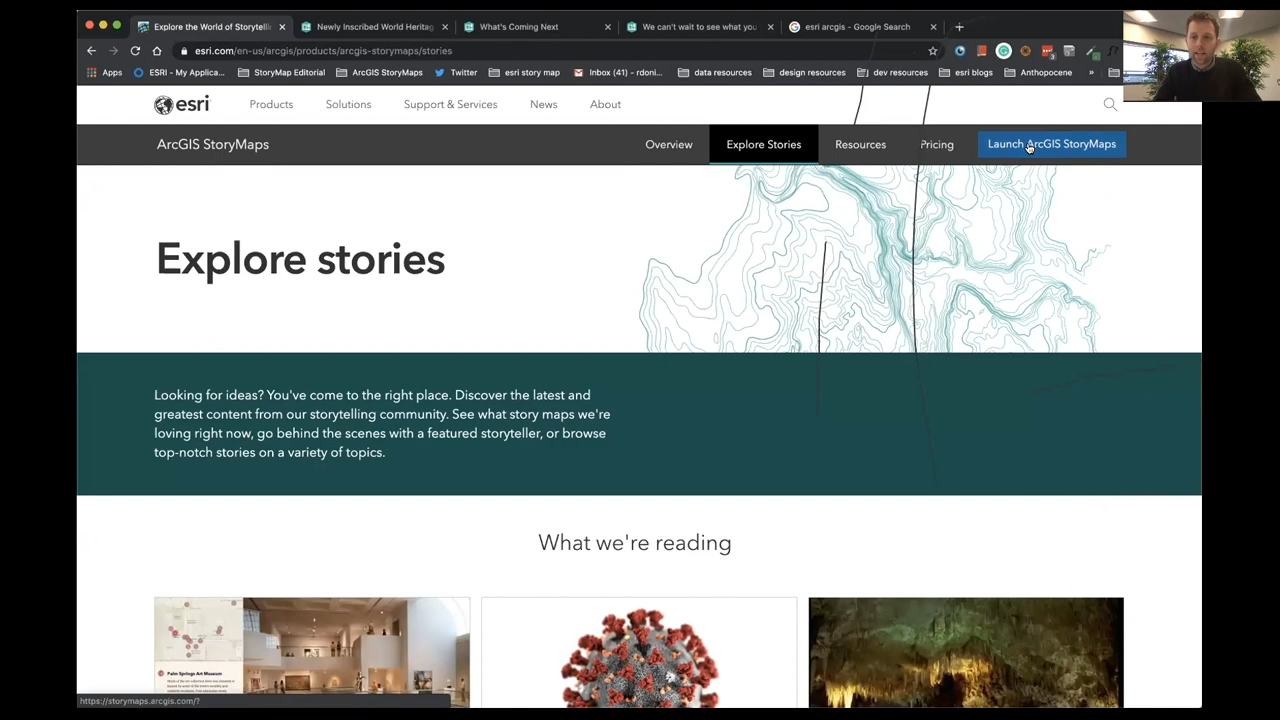 Explore the World of Storytelli
Newly Inscribed World Heritag
What's Coming Next
We can't wait to see what you
esri arcgis - Google Search
esri.com/en-us/arcgis/products/arcgis-storymaps/stories
Apps
ESRI - My Applica...
StoryMap Editorial
ArcGIS StoryMaps
Twitter
esri story map
Inbox (41) - rdoni...
data resources
design resources
dev resources
esri blogs
Anthopocene
»
esri
Products
Solutions
Support & Services
News
About
ArcGIS StoryMaps
Overview
Explore Stories
Resources
Pricing
Launch ArcGIS StoryMaps
Explore stories
Looking for ideas? You've come to the right place. Discover the latest and
greatest content from our storytelling community. See what story maps we're
loving right now, go behind the scenes with a featured storyteller, or browse
top-notch stories on a variety of topics.
What we're reading
Palm Springs Art Museum
https://storymaps.arcgis.com/?